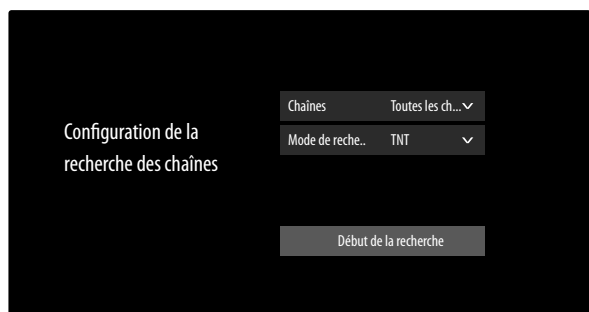 Configuration de la
recherche des chaînes
Chaînes Toutes les ch...
Mode de reche.. TNT
Début de la recherche